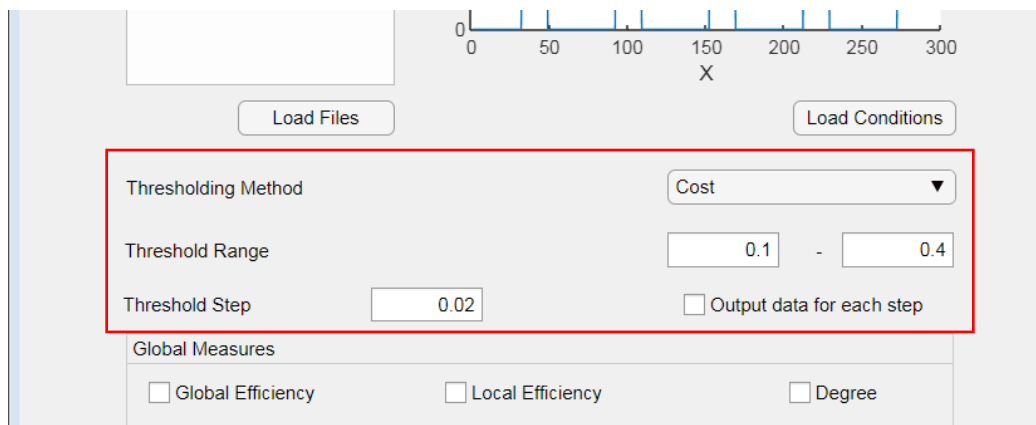 0
0 50 100 150 200 250 300
X
Load Files Load Conditions
Thresholding Method Cost
Threshold Range 0.1 - 0.4
Threshold Step 0.02 Output data for each step
Global Measures
Global Efficiency Local Efficiency Degree